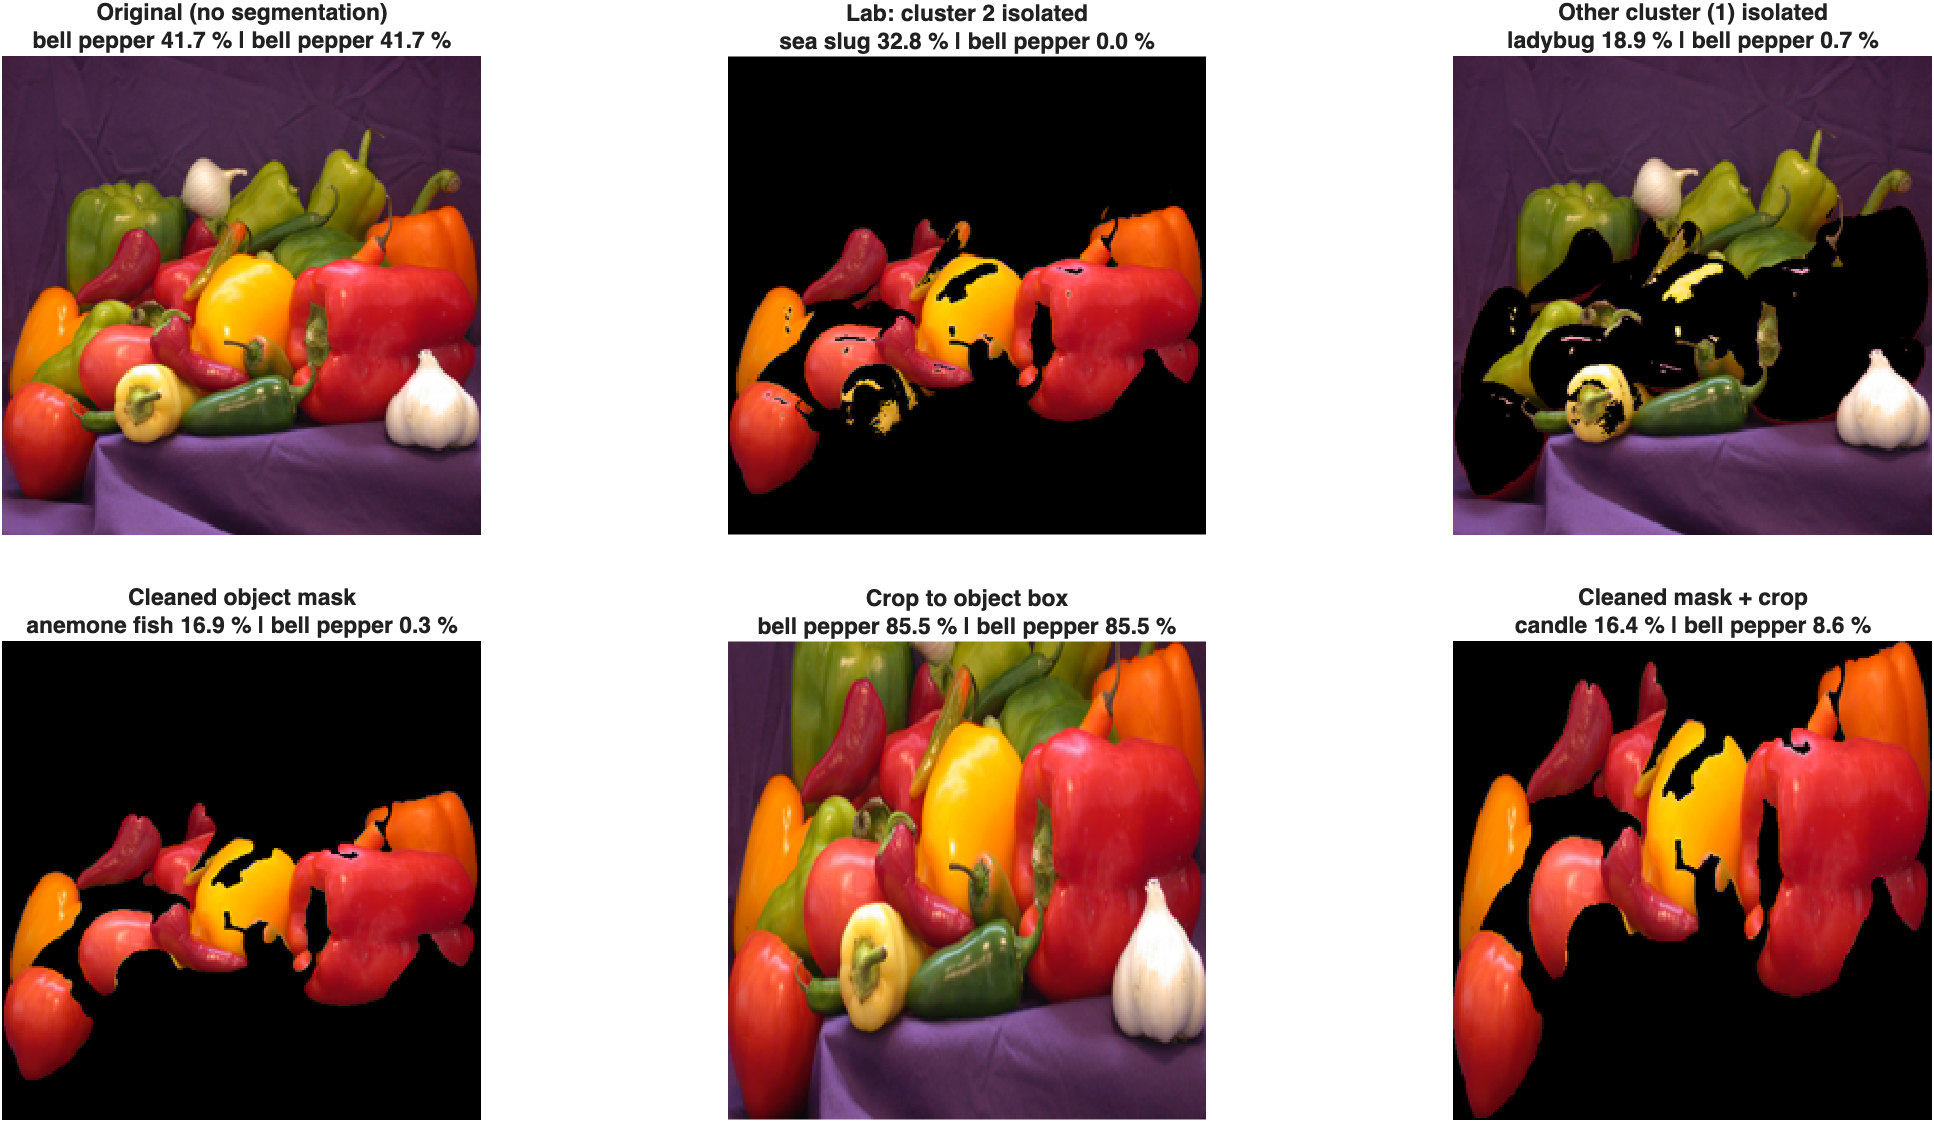 Original (no segmentation)
bell pepper 41.7 % | bell pepper 41.7 %
Lab: cluster 2 isolated
sea slug 32.8 % | bell pepper 0.0 %
Other cluster (1) isolated
ladybug 18.9 % | bell pepper 0.7 %
Cleaned object mask
anemone fish 16.9 % | bell pepper 0.3 %
Crop to object box
bell pepper 85.5 % | bell pepper 85.5 %
Cleaned mask + crop
candle 16.4 % | bell pepper 8.6 %